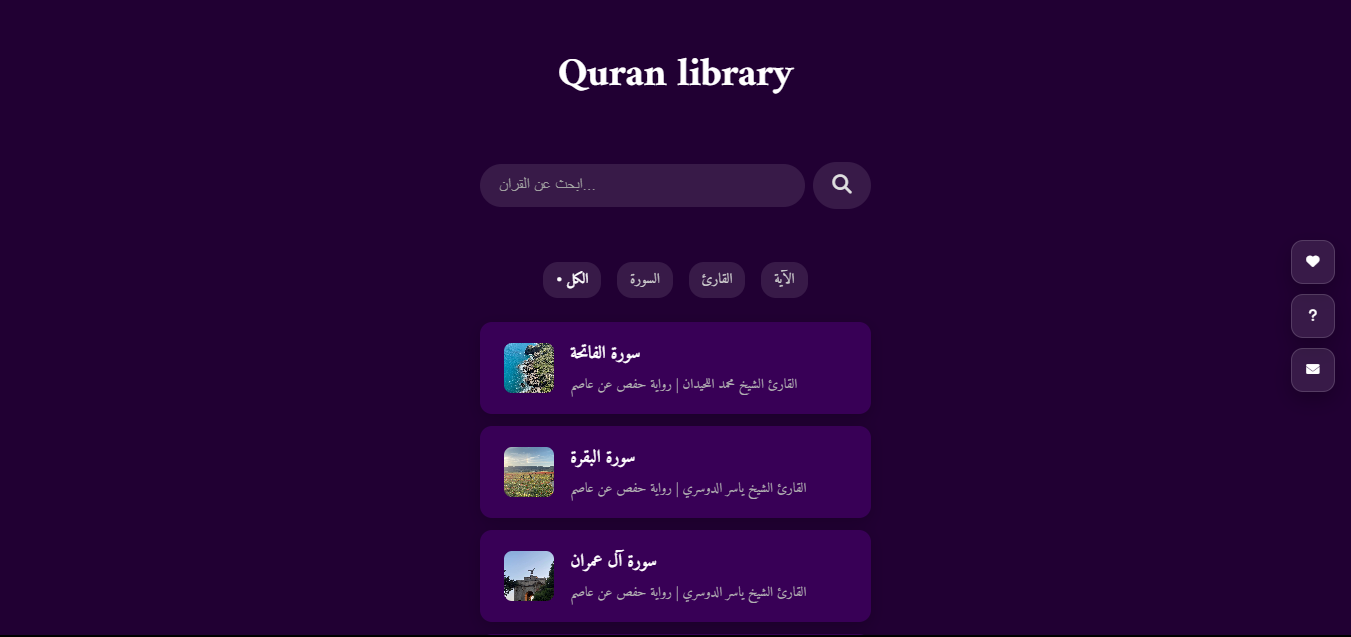 Quran library
ابحث عن القران...
الكل •
السورة
القارئ
الآية
سورة الفاتحة
القارئ الشيخ محمد اللحيدان | رواية حفص عن عاصم
سورة البقرة
القارئ الشيخ ياسر الدوسري | رواية حفص عن عاصم
سورة آل عمران
القارئ الشيخ ياسر الدوسري | رواية حفص عن عاصم
?